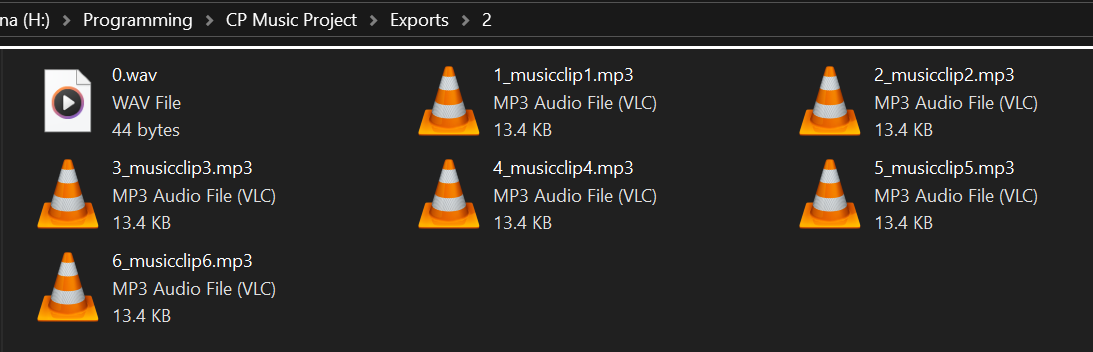 na (H:) > Programming > CP Music Project > Exports > 2
0.wav
WAV File
44 bytes
1_musicclip1.mp3
MP3 Audio File (VLC)
13.4 KB
2_musicclip2.mp3
MP3 Audio File (VLC)
13.4 KB
3_musicclip3.mp3
MP3 Audio File (VLC)
13.4 KB
4_musicclip4.mp3
MP3 Audio File (VLC)
13.4 KB
5_musicclip5.mp3
MP3 Audio File (VLC)
13.4 KB
6_musicclip6.mp3
MP3 Audio File (VLC)
13.4 KB